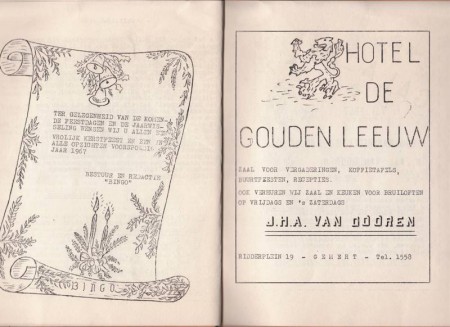 TER GELEGENHEID VAN DE KOMEN-
DE FEESTDAGEN EN DE JAARWIS-
SELING WENSEN WIJ U ALLEN EEN
VROLIJK KERSTFEEST EN EEN IN
ALLE OPZICHTEN VOORSPOEDIG
JAAR 1967
BESTUUR EN REDACTIE
"BINGO"
BINGO
HOTEL
DE
GOUDEN LEEUW
ZAAL VOOR VERGADERINGEN, KOFFIETAFELS,
BUURTFEESTEN, RECEPTIES.
OOK VERHUREN WIJ ZAAL EN KEUKEN VOOR BRUILOFTEN
OP VRIJDAGS EN 's ZATERDAGS
J.H.A. VAN DOOREN
RIDDERPLEIN 19 - GEMERT - Tel. 1558